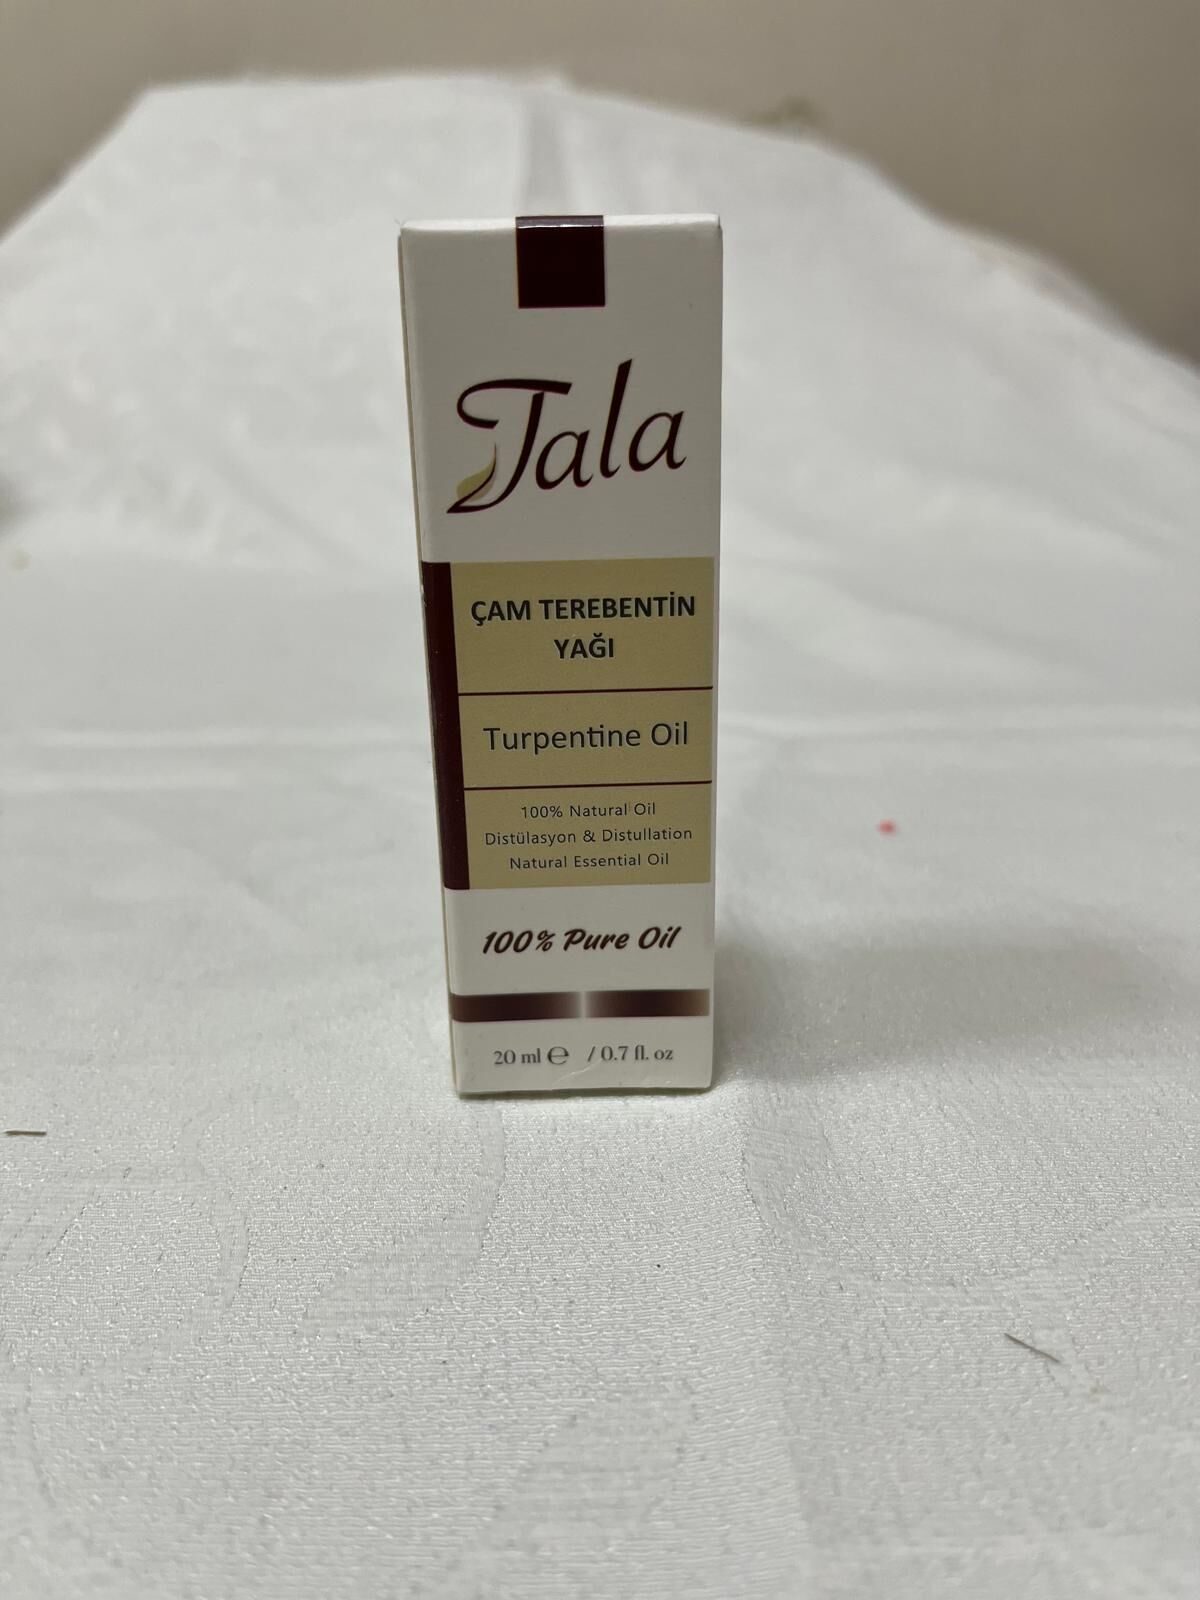 Tala
ÇAM TEREBENTİN
YAĞI
Turpentine Oil
100% Natural Oil
Distülasyon & Distullation
Natural Essential Oil
100% Pure Oil
20 ml ℮ / 0.7 fl. oz